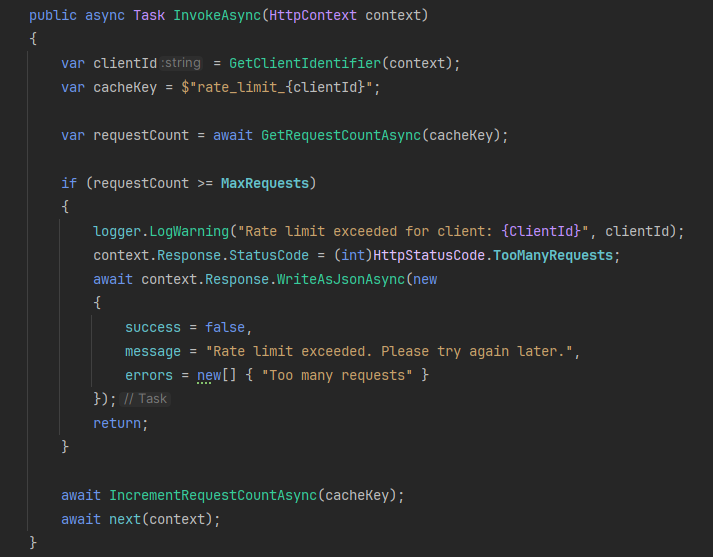 public async Task InvokeAsync(HttpContext context)
{
    var clientId :string = GetClientIdentifier(context);
    var cacheKey = $"rate_limit_{clientId}";

    var requestCount = await GetRequestCountAsync(cacheKey);

    if (requestCount >= MaxRequests)
    {
        logger.LogWarning("Rate limit exceeded for client: {ClientId}", clientId);
        context.Response.StatusCode = (int)HttpStatusCode.TooManyRequests;
        await context.Response.WriteAsJsonAsync(new
        {
            success = false,
            message = "Rate limit exceeded. Please try again later.",
            errors = new[] { "Too many requests" }
        }); // Task
        return;
    }

    await IncrementRequestCountAsync(cacheKey);
    await next(context);
}